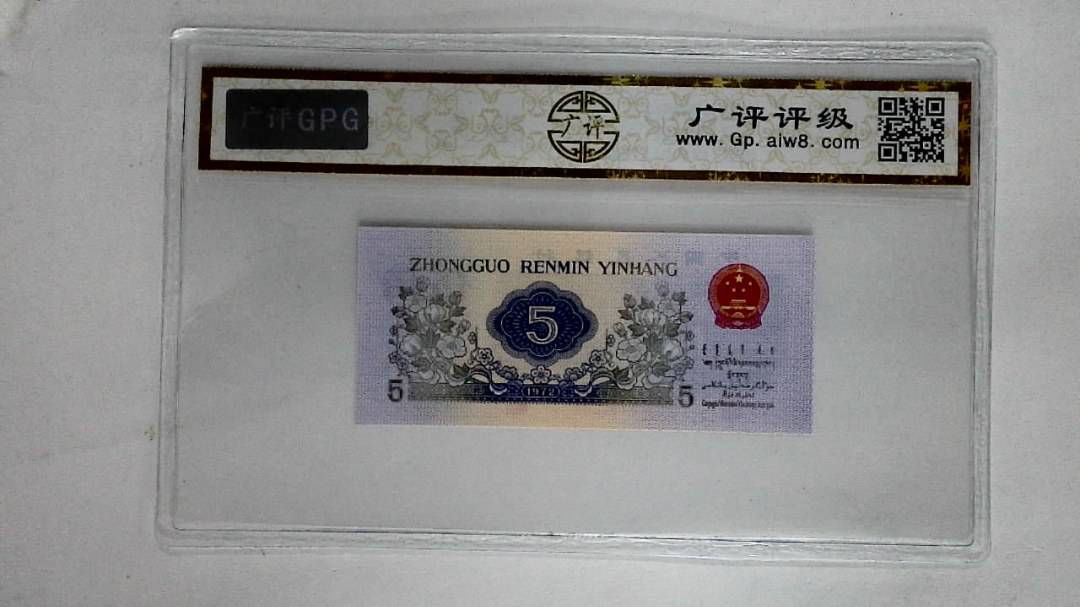 广评GPG
广评
广评评级
www. Gp. aiw8. com
ZHONGGUO RENMIN YINHANG
5
5
5
1972